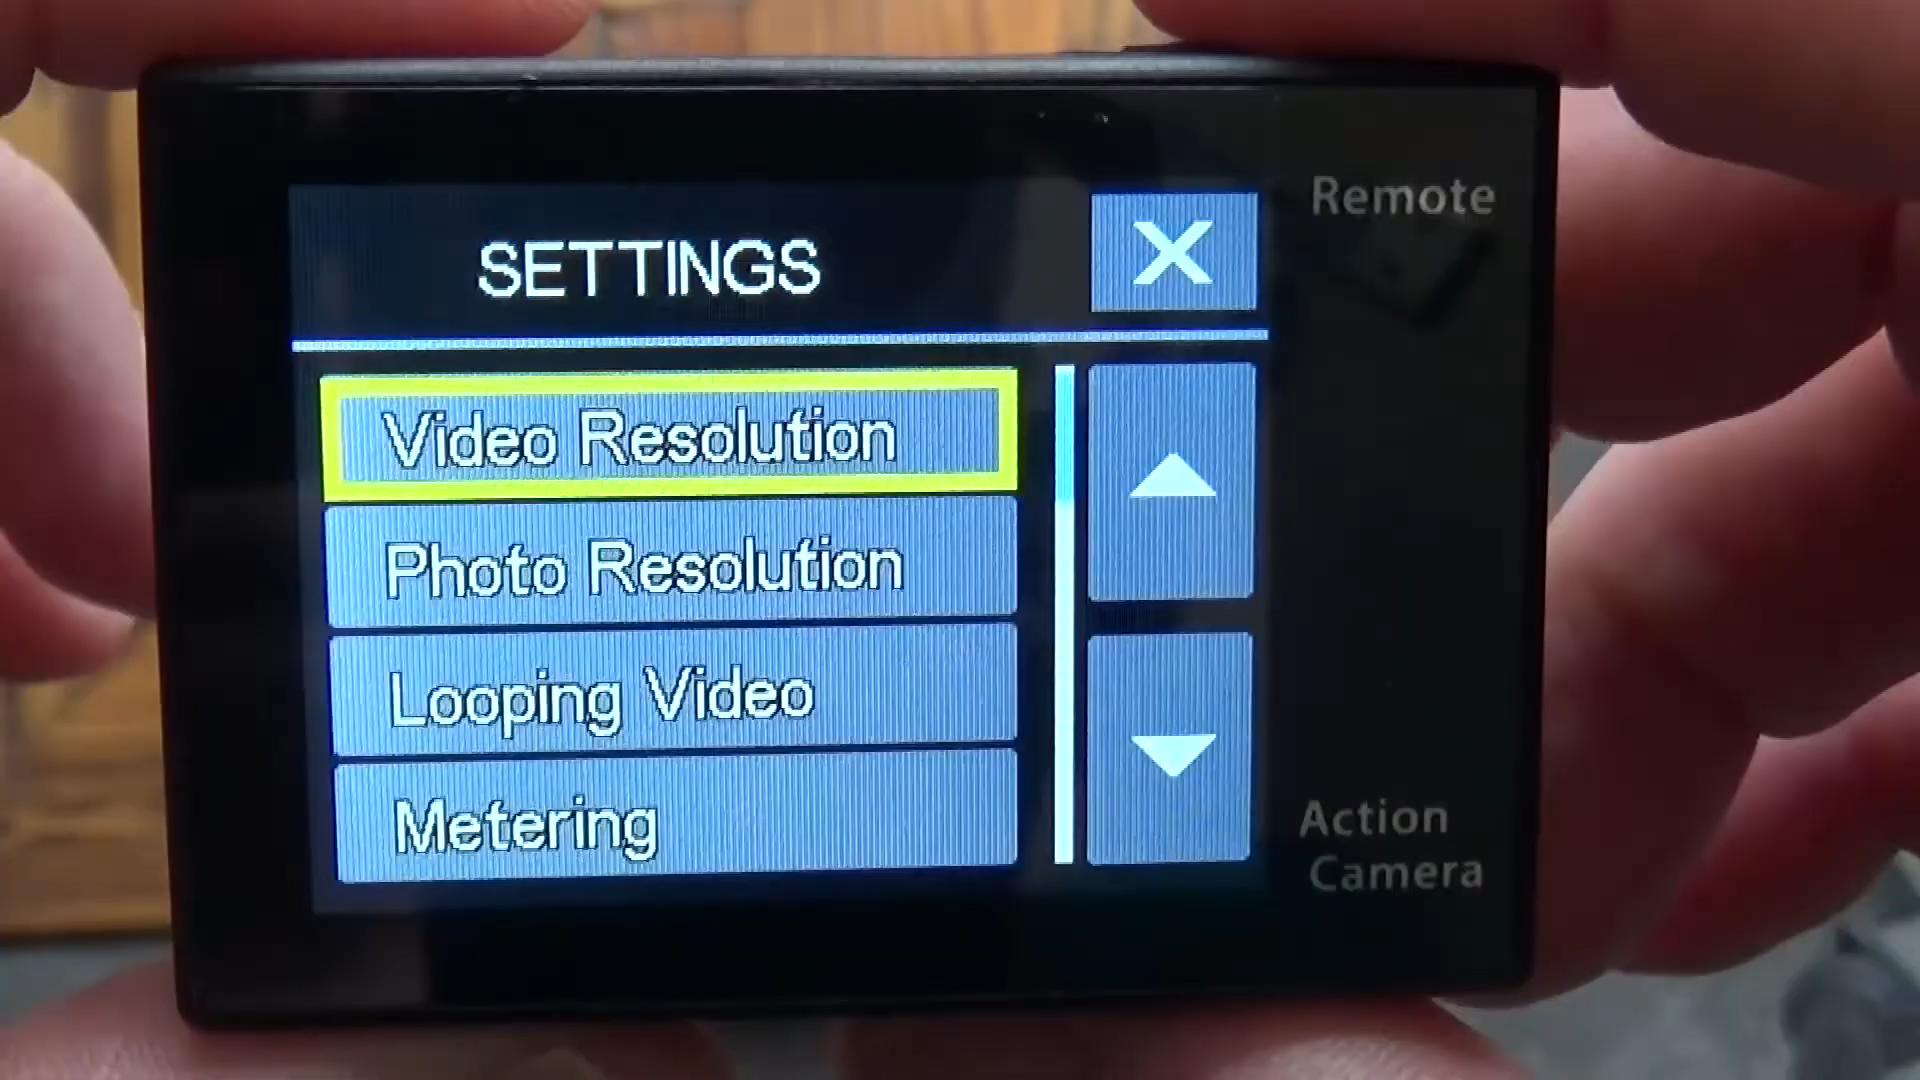 Remote
SETTINGS
Video Resolution
Photo Resolution
Looping Video
Metering
Action
Camera